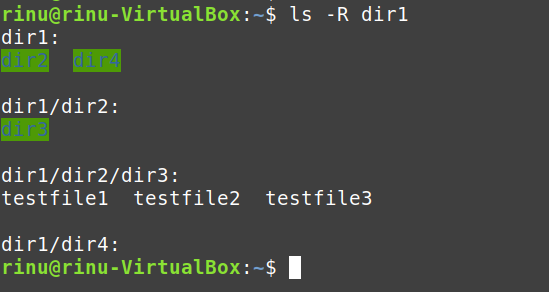 rinu@rinu-VirtualBox:~$ ls -R dir1
dir1:
dir2  dir4
dir1/dir2:
dir3
dir1/dir2/dir3:
testfile1  testfile2  testfile3
dir1/dir4:
rinu@rinu-VirtualBox:~$